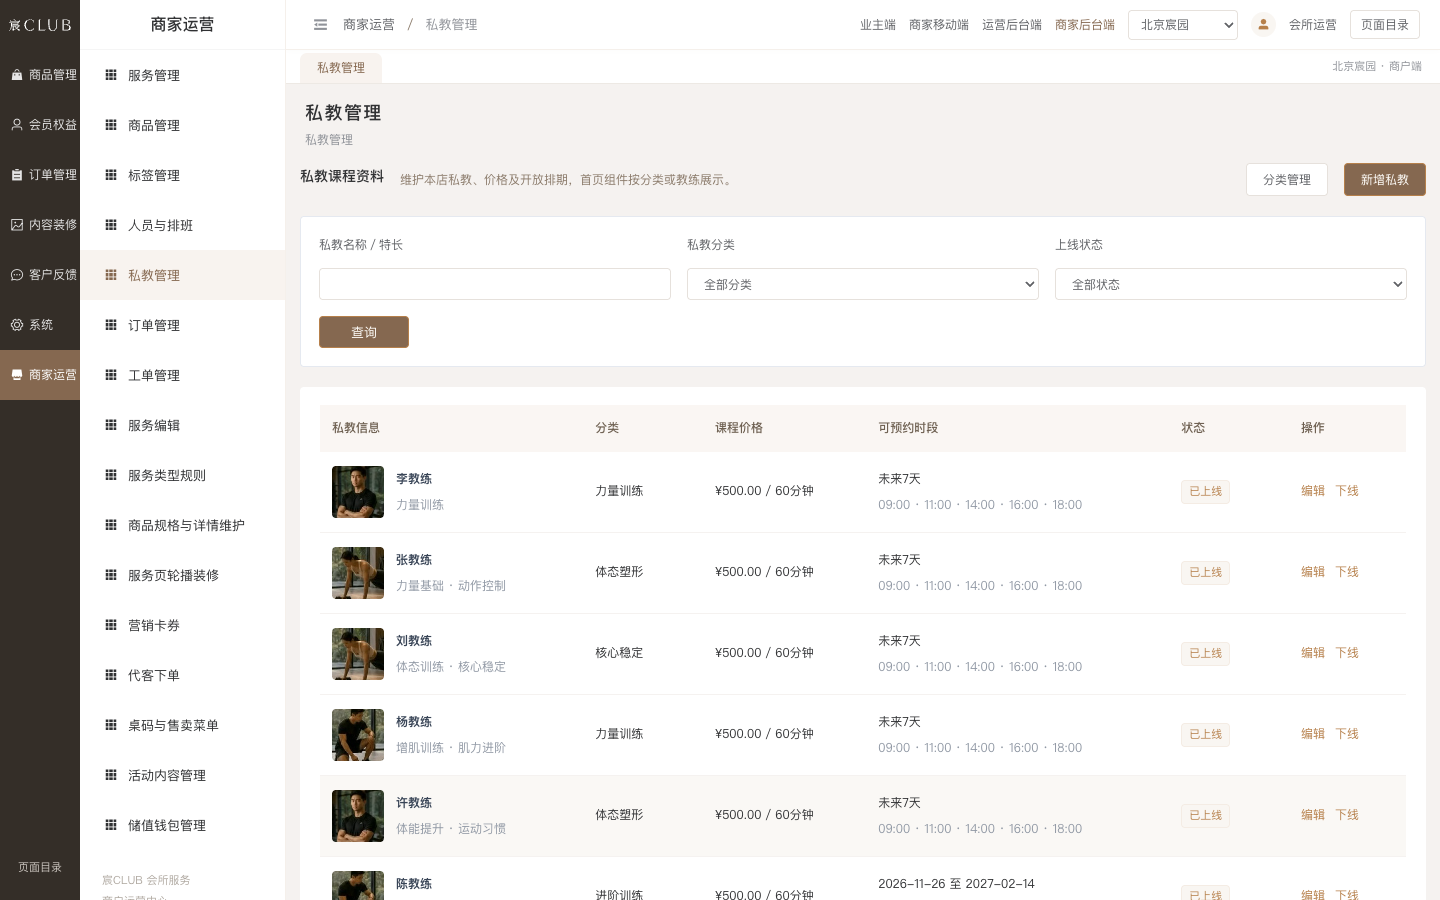 宸CLUB
商品管理
会员权益
订单管理
内容装修
客户反馈
系统
商家运营
页面目录
商家运营
服务管理
商品管理
标签管理
人员与排班
私教管理
订单管理
工单管理
服务编辑
服务类型规则
商品规格与详情维护
服务页轮播装修
营销卡券
代客下单
桌码与售卖菜单
活动内容管理
储值钱包管理
宸CLUB 会所服务
商户运营中心
商家运营 / 私教管理
业主端 商家移动端 运营后台端 商家后台端 北京宸园 会所运营 页面目录
私教管理
北京宸园 · 商户端
私教管理
私教管理
私教课程资料 维护本店私教、价格及开放排期，首页组件按分类或教练展示。 分类管理 新增私教
私教名称 / 特长 私教分类 上线状态
全部分类 全部状态
查询
私教信息 分类 课程价格 可预约时段 状态 操作
李教练 未来7天
力量训练 ¥500.00 / 60分钟 已上线 编辑 下线
力量训练 09:00 · 11:00 · 14:00 · 16:00 · 18:00
张教练 未来7天
体态塑形 ¥500.00 / 60分钟 已上线 编辑 下线
力量基础 · 动作控制 09:00 · 11:00 · 14:00 · 16:00 · 18:00
刘教练 未来7天
核心稳定 ¥500.00 / 60分钟 已上线 编辑 下线
体态训练 · 核心稳定 09:00 · 11:00 · 14:00 · 16:00 · 18:00
杨教练 未来7天
力量训练 ¥500.00 / 60分钟 已上线 编辑 下线
增肌训练 · 肌力进阶 09:00 · 11:00 · 14:00 · 16:00 · 18:00
许教练 未来7天
体态塑形 ¥500.00 / 60分钟 已上线 编辑 下线
体能提升 · 运动习惯 09:00 · 11:00 · 14:00 · 16:00 · 18:00
陈教练 2026-11-26 至 2027-02-14
进阶训练 ¥500.00 / 60分钟 已上线 编辑 下线